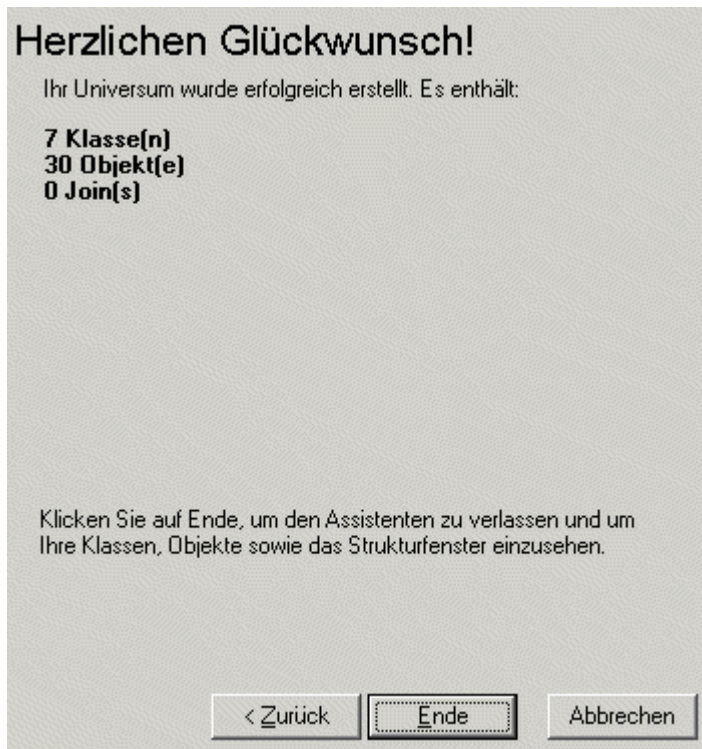 Herzlichen Glückwunsch!
Ihr Universum wurde erfolgreich erstellt. Es enthält:
7 Klasse(n)
30 Objekt(e)
0 Join(s)
Klicken Sie auf Ende, um den Assistenten zu verlassen und um
Ihre Klassen, Objekte sowie das Strukturfenster einzusehen.
< Zurück Ende Abbrechen